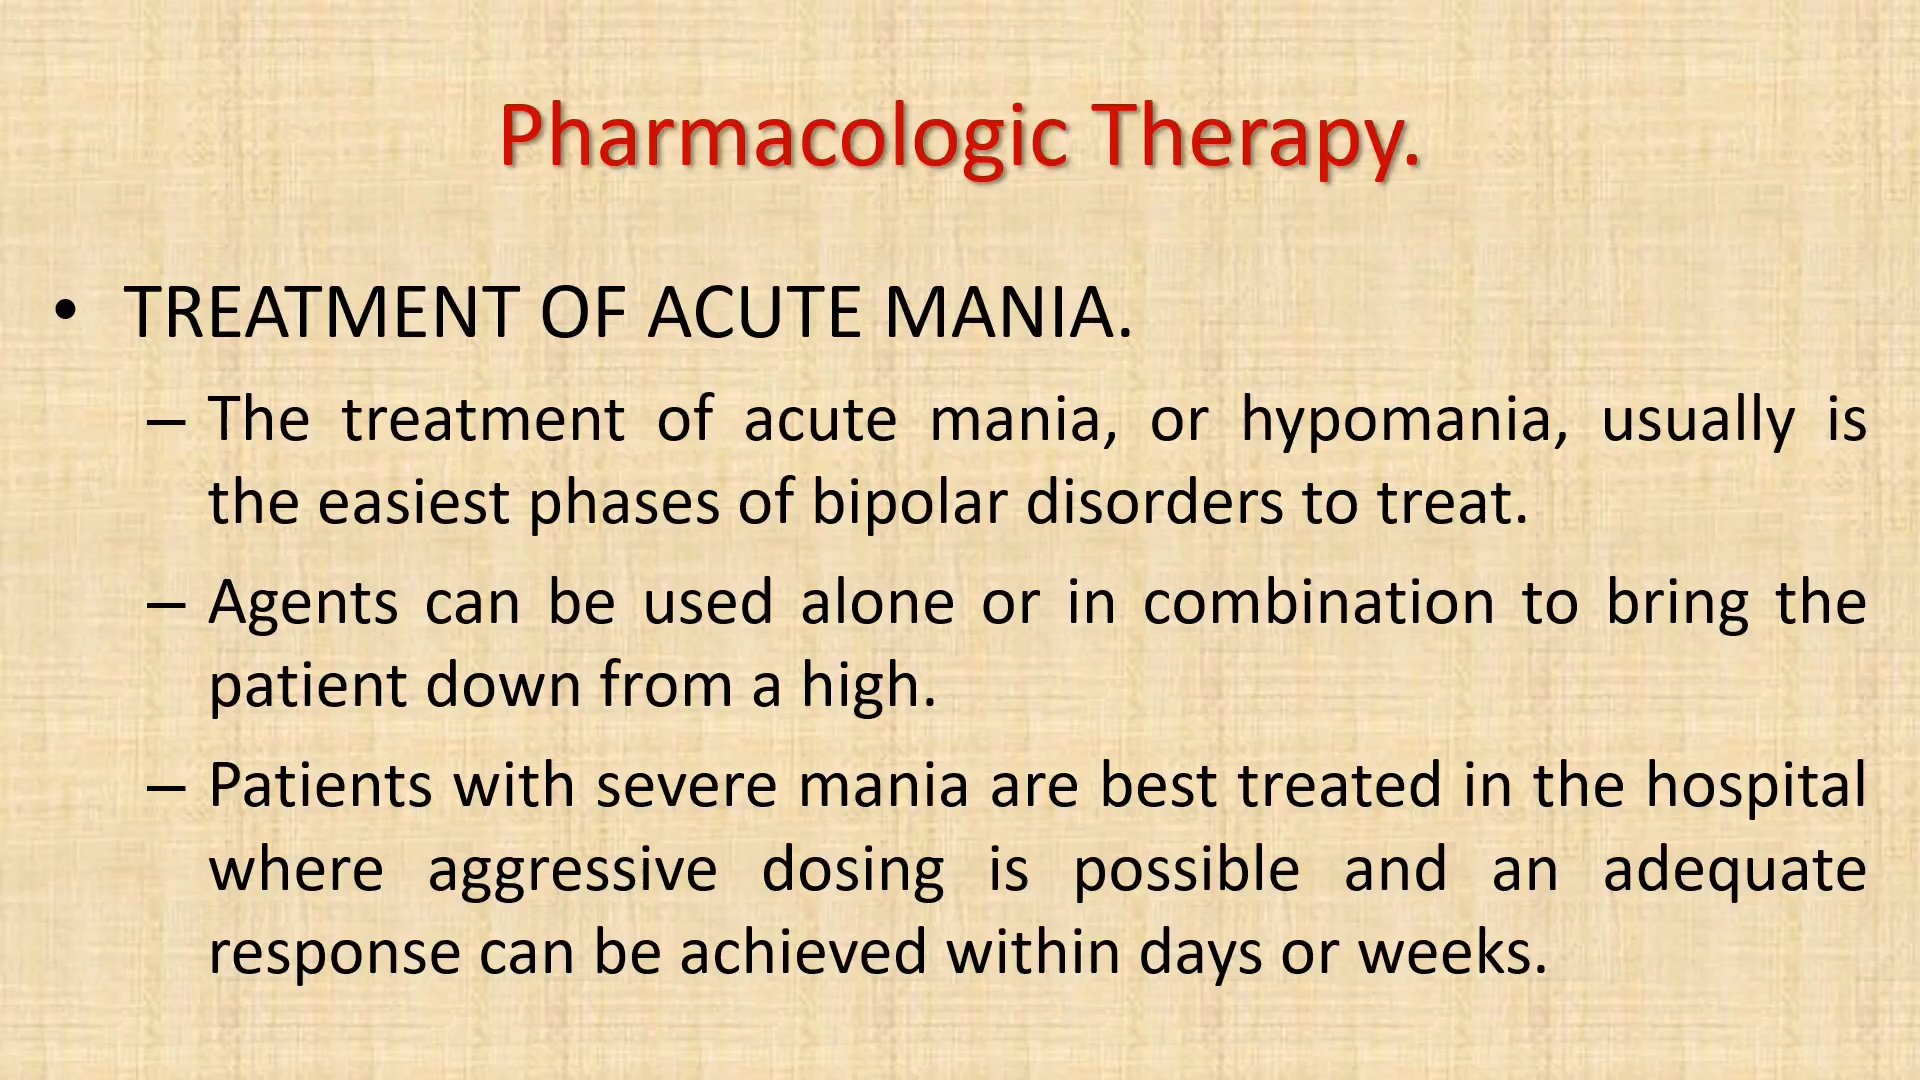 Pharmacologic Therapy.
• TREATMENT OF ACUTE MANIA.
– The treatment of acute mania, or hypomania, usually is
the easiest phases of bipolar disorders to treat.
– Agents can be used alone or in combination to bring the
patient down from a high.
– Patients with severe mania are best treated in the hospital
where aggressive dosing is possible and an adequate
response can be achieved within days or weeks.